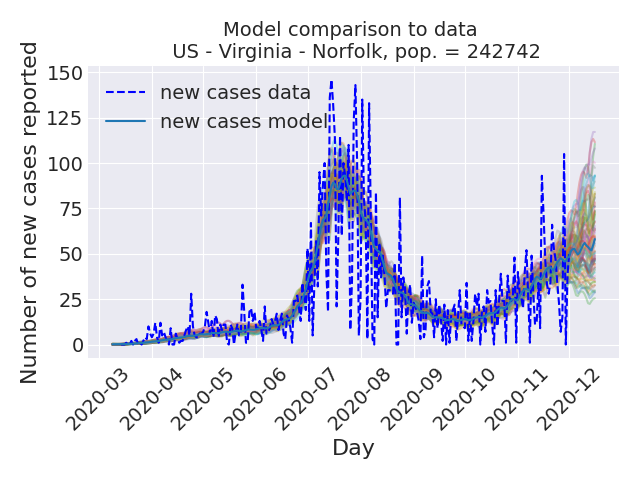 Model comparison to data
US - Virginia - Norfolk, pop. = 242742
Number of new cases reported
150
125
100
75
50
25
0
new cases data
new cases model
2020-03
2020-04
2020-05
2020-06
2020-07
2020-08
2020-09
2020-10
2020-11
2020-12
Day